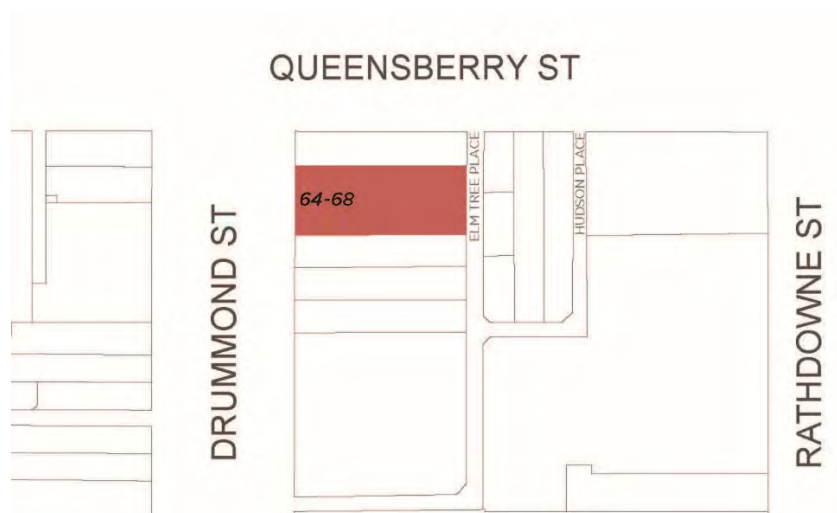 QUEENSBERRY ST
64-68
ELM TREE PLACE
HUDSON PLACE
DRUMMOND ST
RATHDOWNE ST